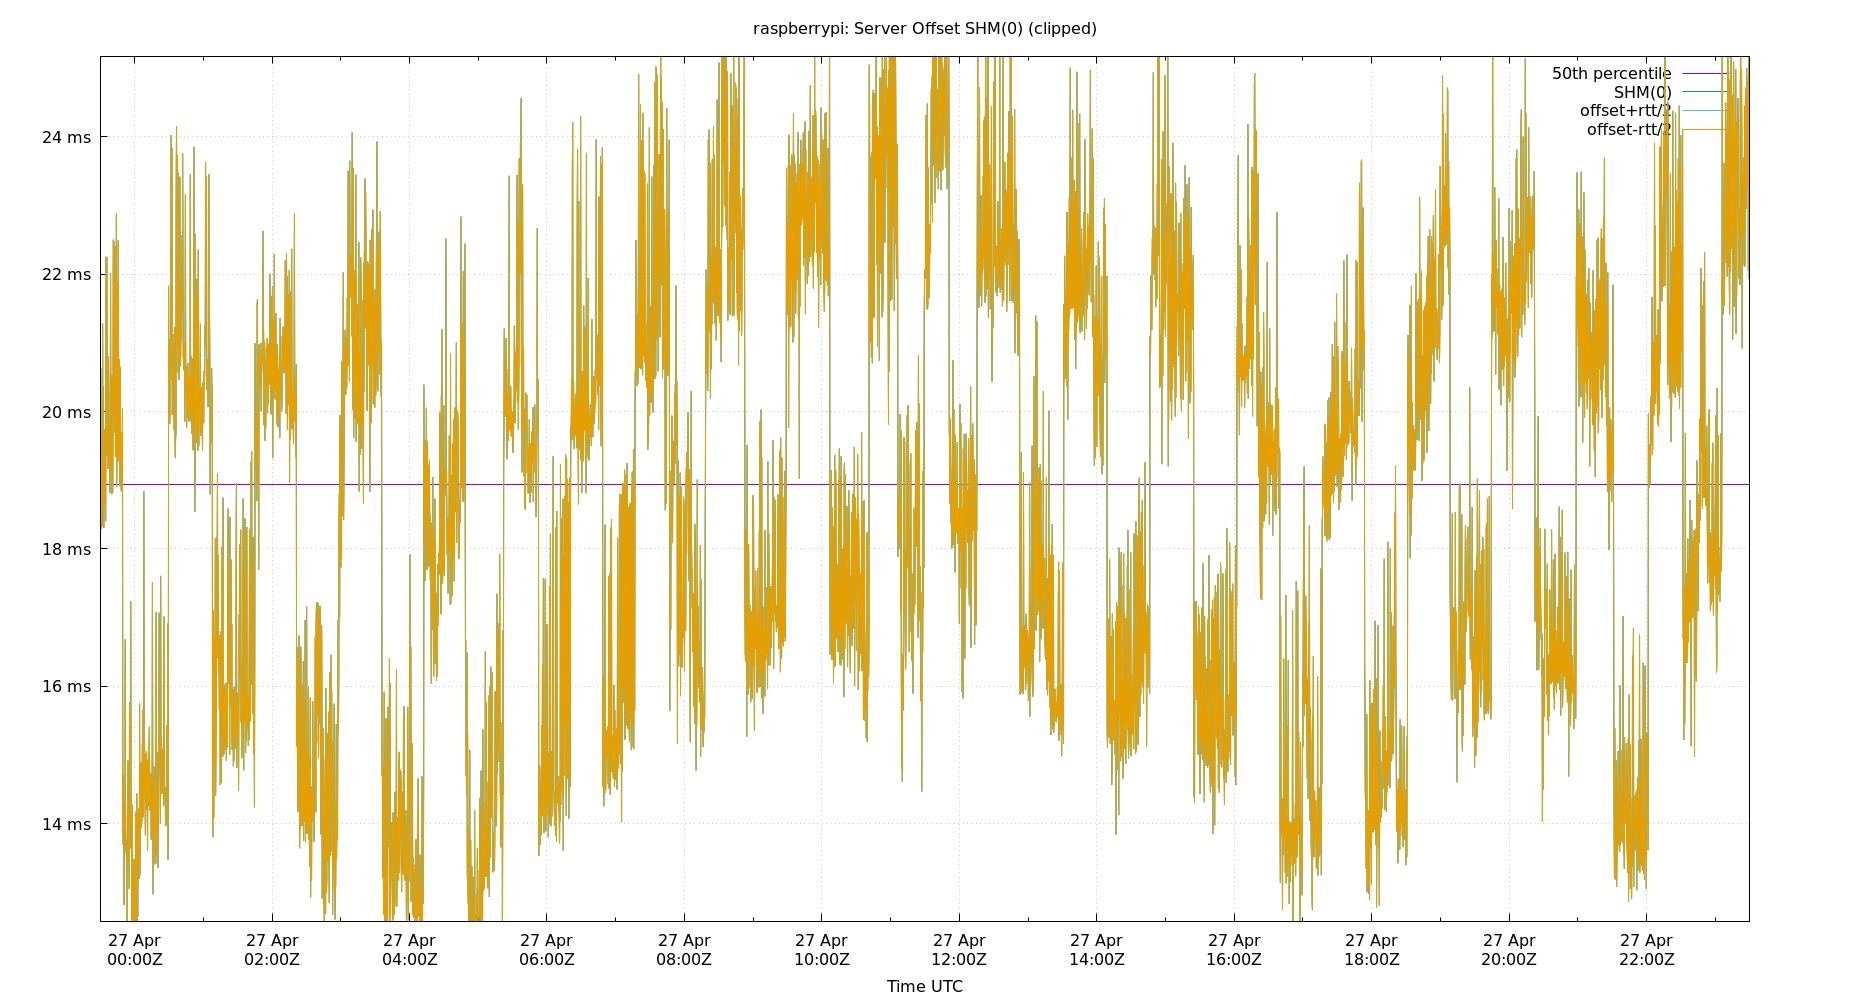 raspberrypi: Server Offset SHM(0) (clipped)
50th percentile
SHM(0)
offset+rtt/2
offset-rtt/2
24 ms
22 ms
20 ms
18 ms
16 ms
14 ms
27 Apr 27 Apr 27 Apr 27 Apr 27 Apr 27 Apr 27 Apr 27 Apr 27 Apr 27 Apr 27 Apr 27 Apr
00:00Z 02:00Z 04:00Z 06:00Z 08:00Z 10:00Z 12:00Z 14:00Z 16:00Z 18:00Z 20:00Z 22:00Z
Time UTC